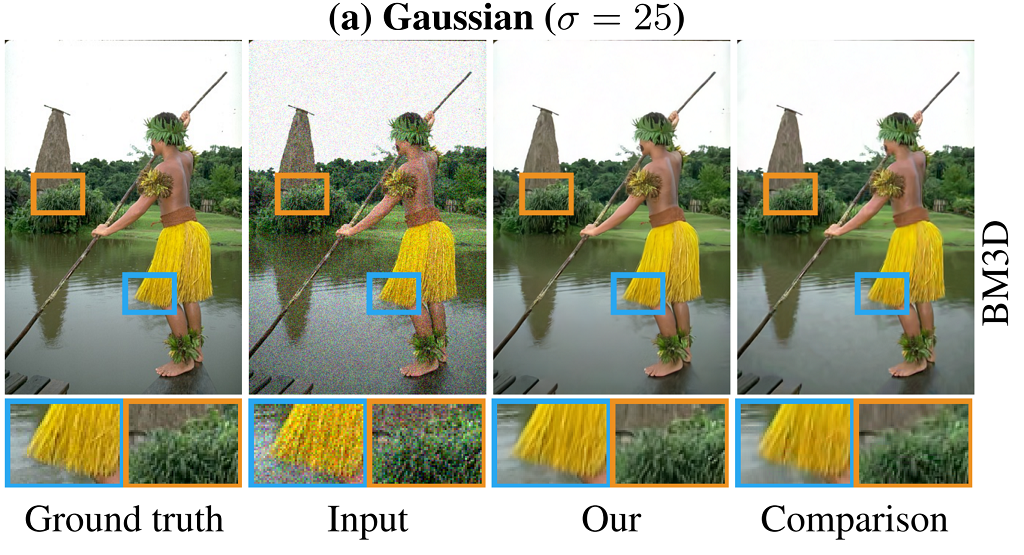 (a) Gaussian (σ = 25)
BM3D
Ground truth
Input
Our
Comparison